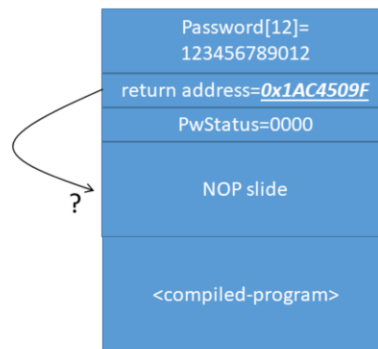 Password[12]=
123456789012
return address=0x1AC4509F
PwStatus=0000
?
NOP slide
<compiled-program>